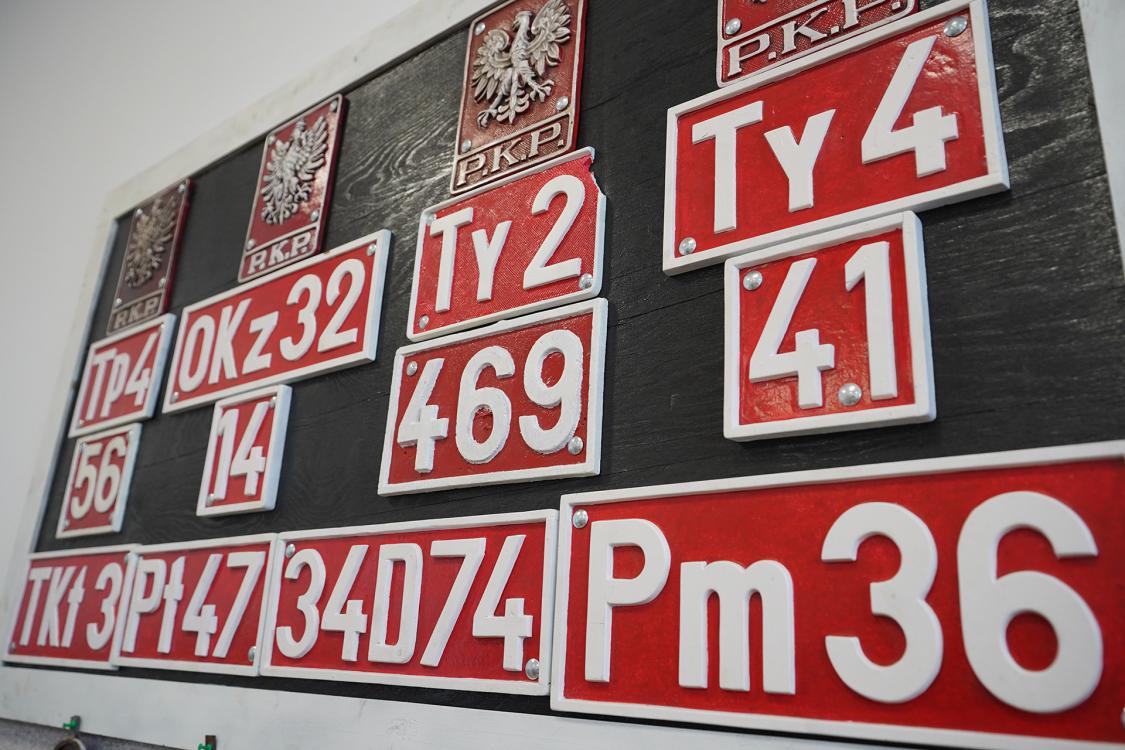 P.K.P.
Tp4
56
P.K.P.
OKz32
14
P.K.P.
Ty2
469
P.K.P.
Ty4
41
TKt3
Pt47
34D74
Pm36